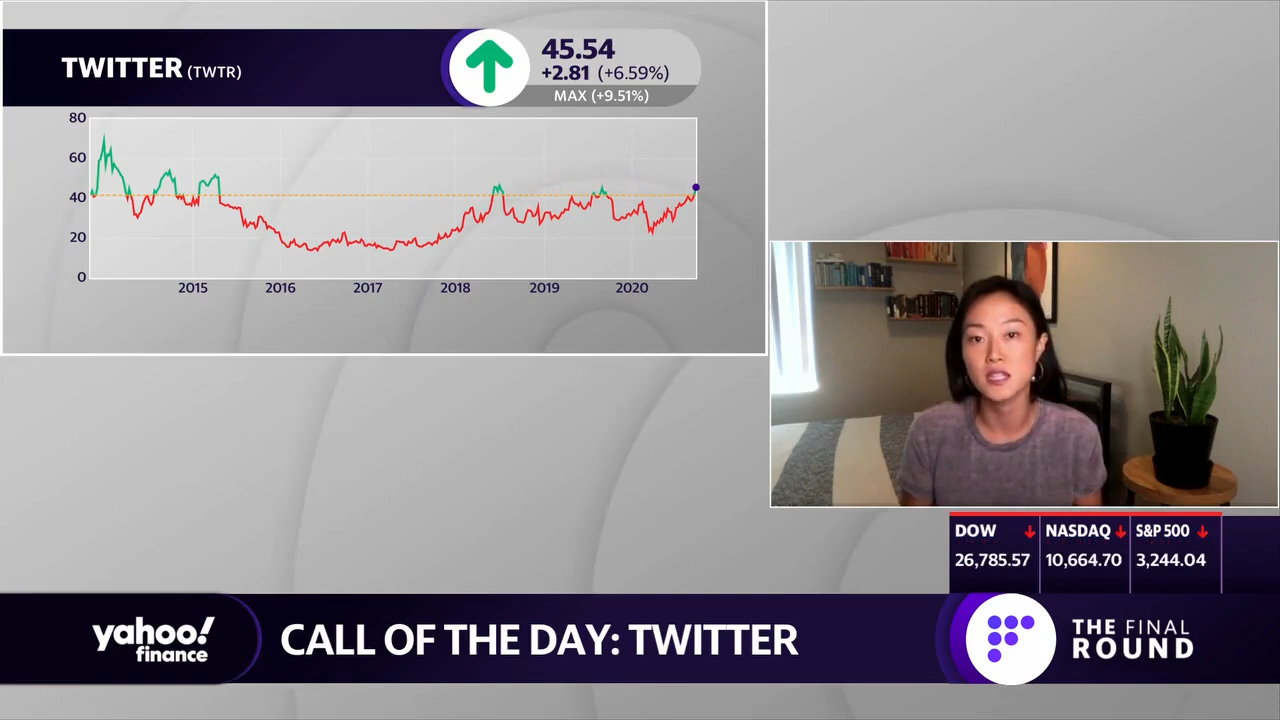 TWITTER (TWTR)
45.54
+2.81 (+6.59%)
MAX (+9.51%)
80
60
40
20
0
2015 2016 2017 2018 2019 2020
DOW NASDAQ S&P 500
26,785.57 10,664.70 3,244.04
yahoo!
finance
CALL OF THE DAY: TWITTER
THE FINAL
ROUND